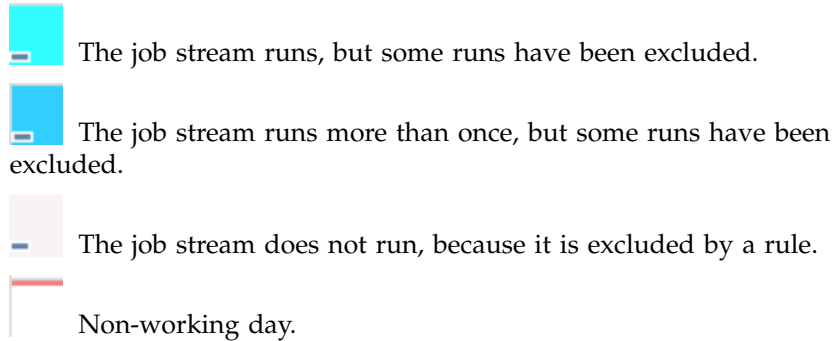 The job stream runs, but some runs have been excluded.
The job stream runs more than once, but some runs have been
excluded.
The job stream does not run, because it is excluded by a rule.
Non-working day.